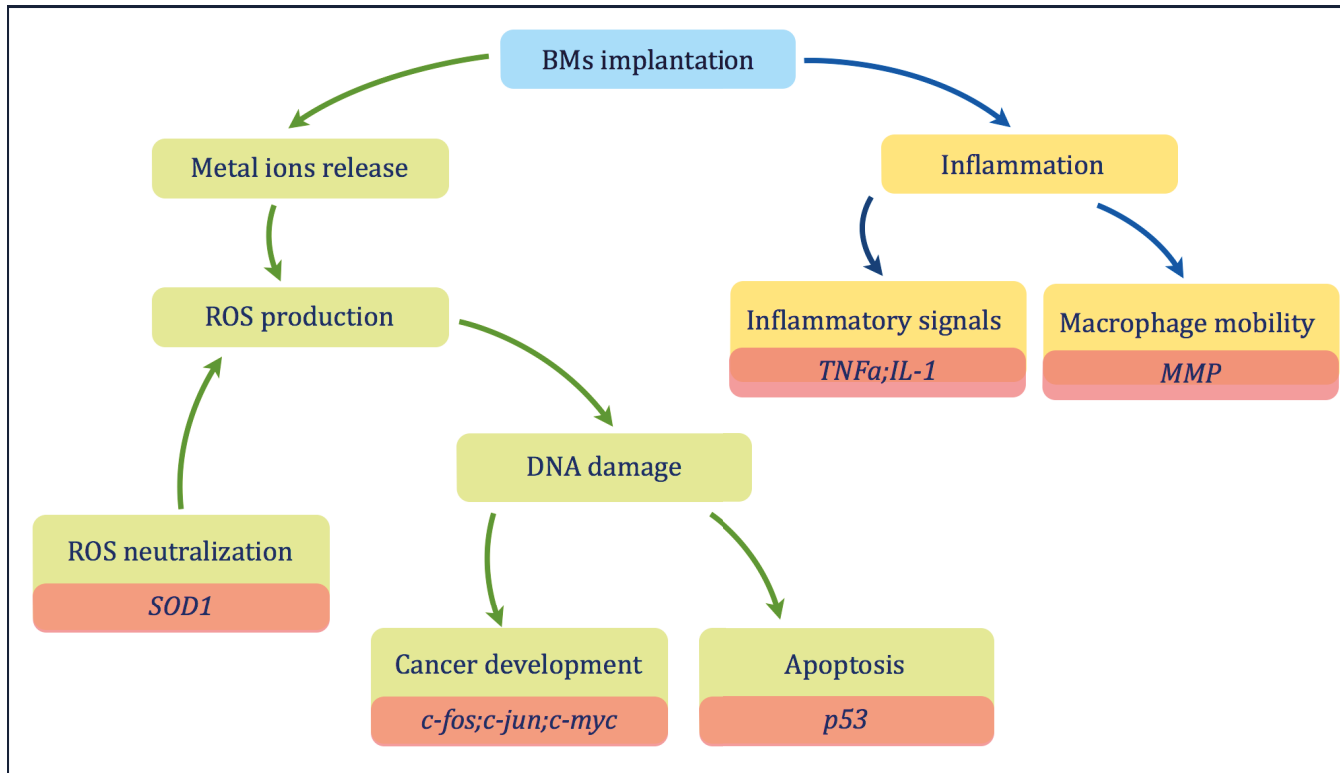 BMs implantation
Metal ions release
Inflammation
ROS production
Inflammatory signals
TNFa;IL-1
Macrophage mobility
MMP
DNA damage
ROS neutralization
SOD1
Cancer development
c-fos;c-jun;c-myc
Apoptosis
p53